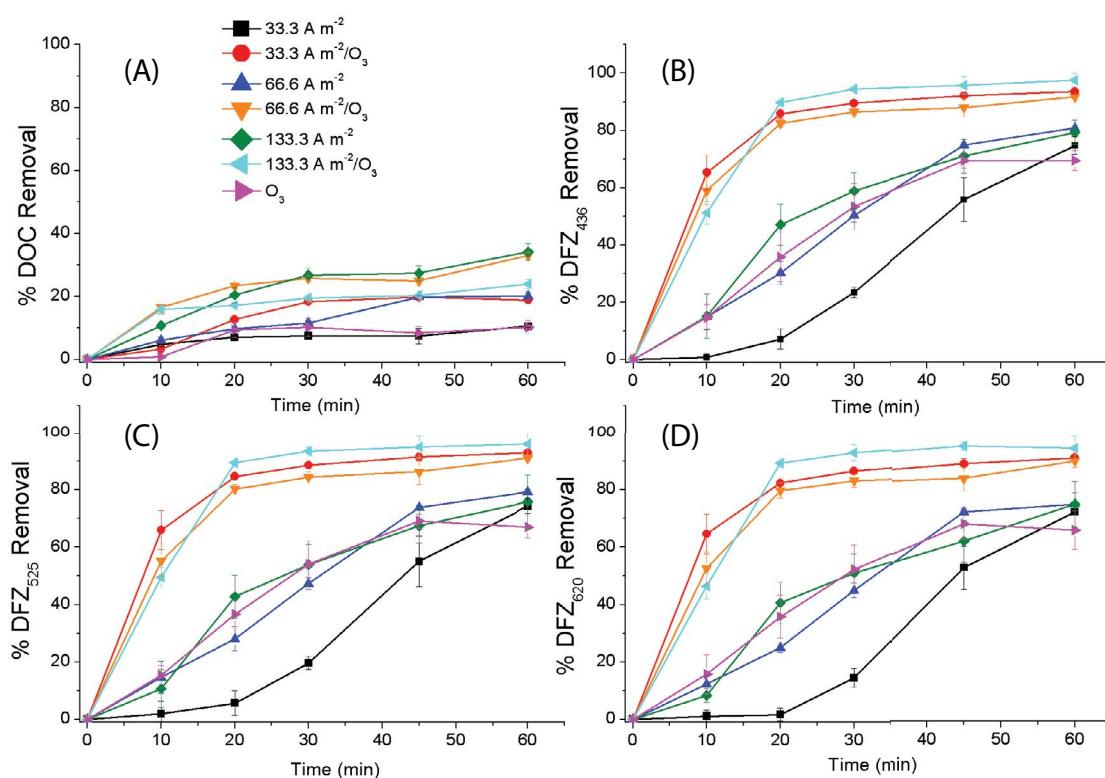 33.3 A m⁻²
33.3 A m⁻²/O₃
66.6 A m⁻²
66.6 A m⁻²/O₃
133.3 A m⁻²
133.3 A m⁻²/O₃
O₃
(A)
100
80
60
40
20
0
% DOC Removal
0 10 20 30 40 50 60
Time (min)
(B)
100
80
60
40
20
0
% DFZ₄₃₆ Removal
0 10 20 30 40 50 60
Time (min)
(C)
100
80
60
40
20
0
% DFZ₅₂₅ Removal
0 10 20 30 40 50 60
Time (min)
(D)
100
80
60
40
20
0
% DFZ₆₂₀ Removal
0 10 20 30 40 50 60
Time (min)